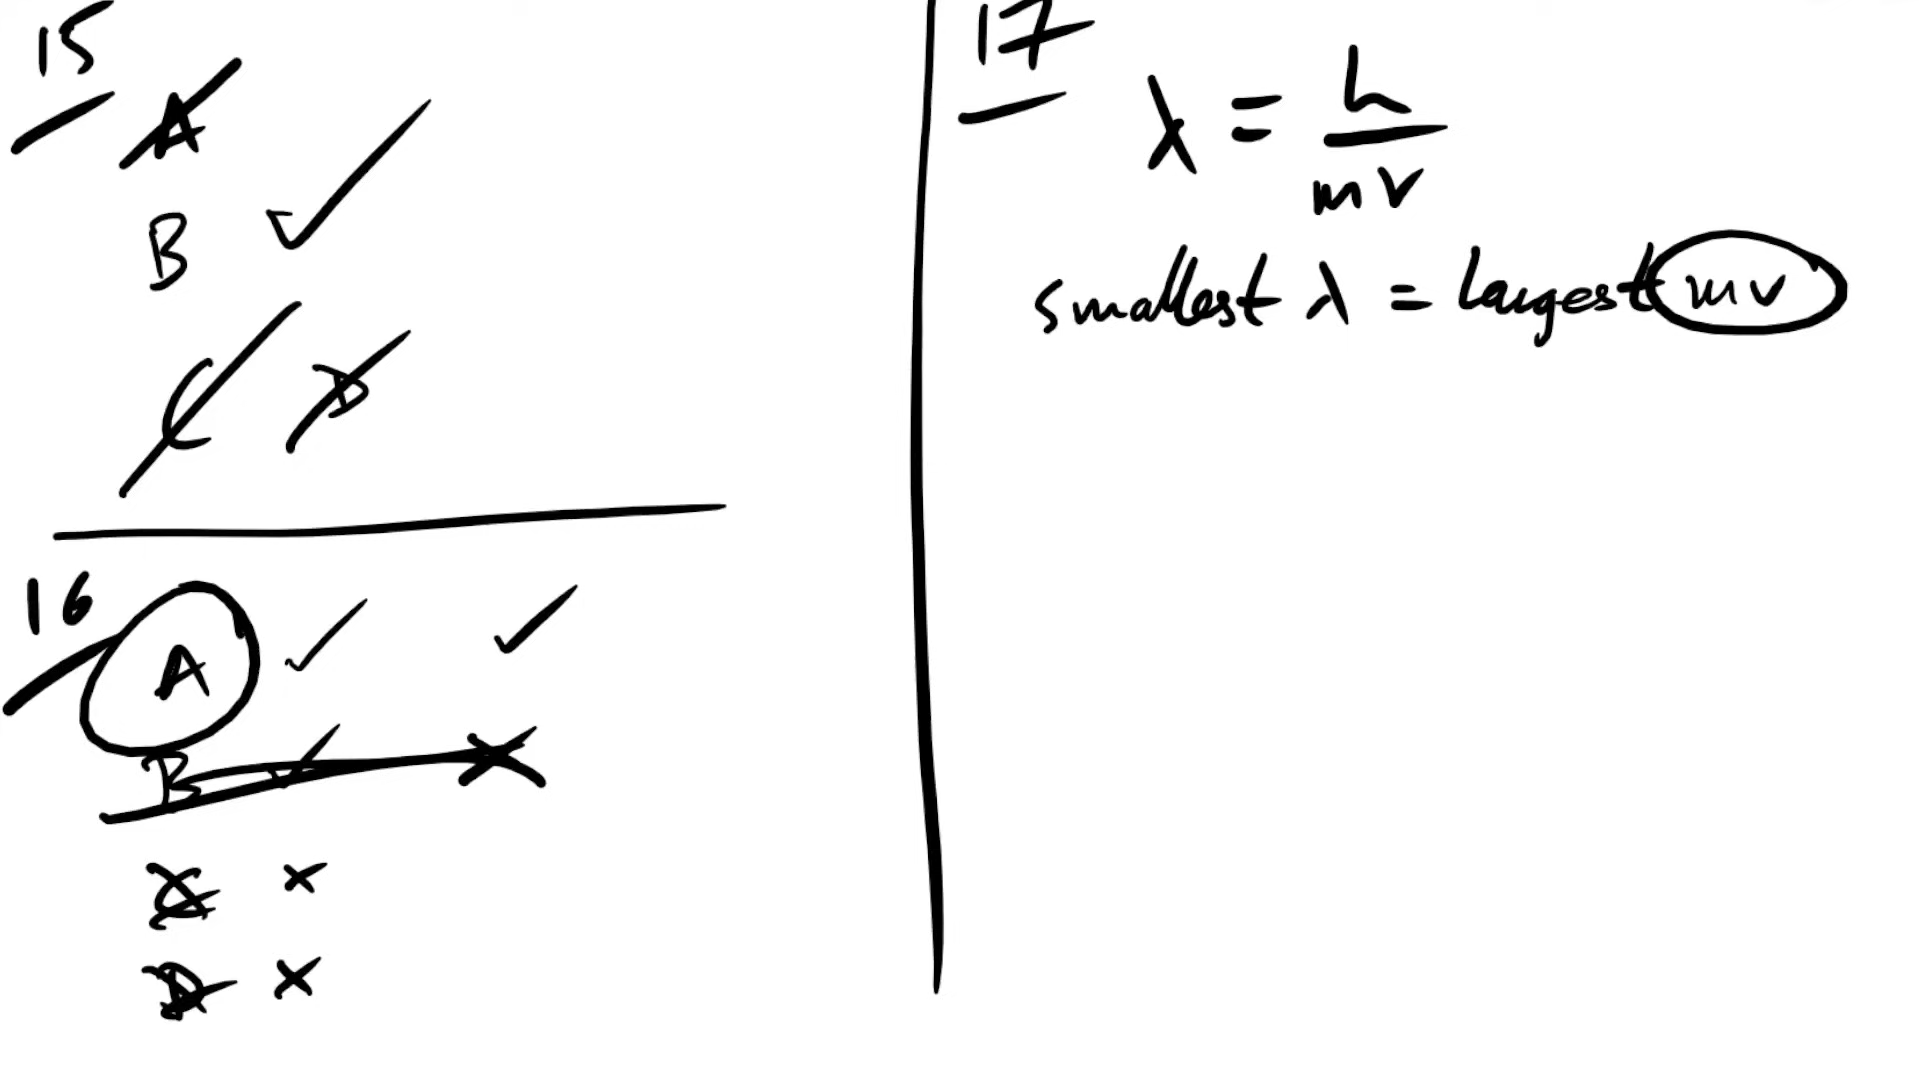 15
A
B ✓
C D
16
A ✓ ✓
B ✓ ×
C ×
D ×
17
λ = h / mv
smallest λ = largest mv